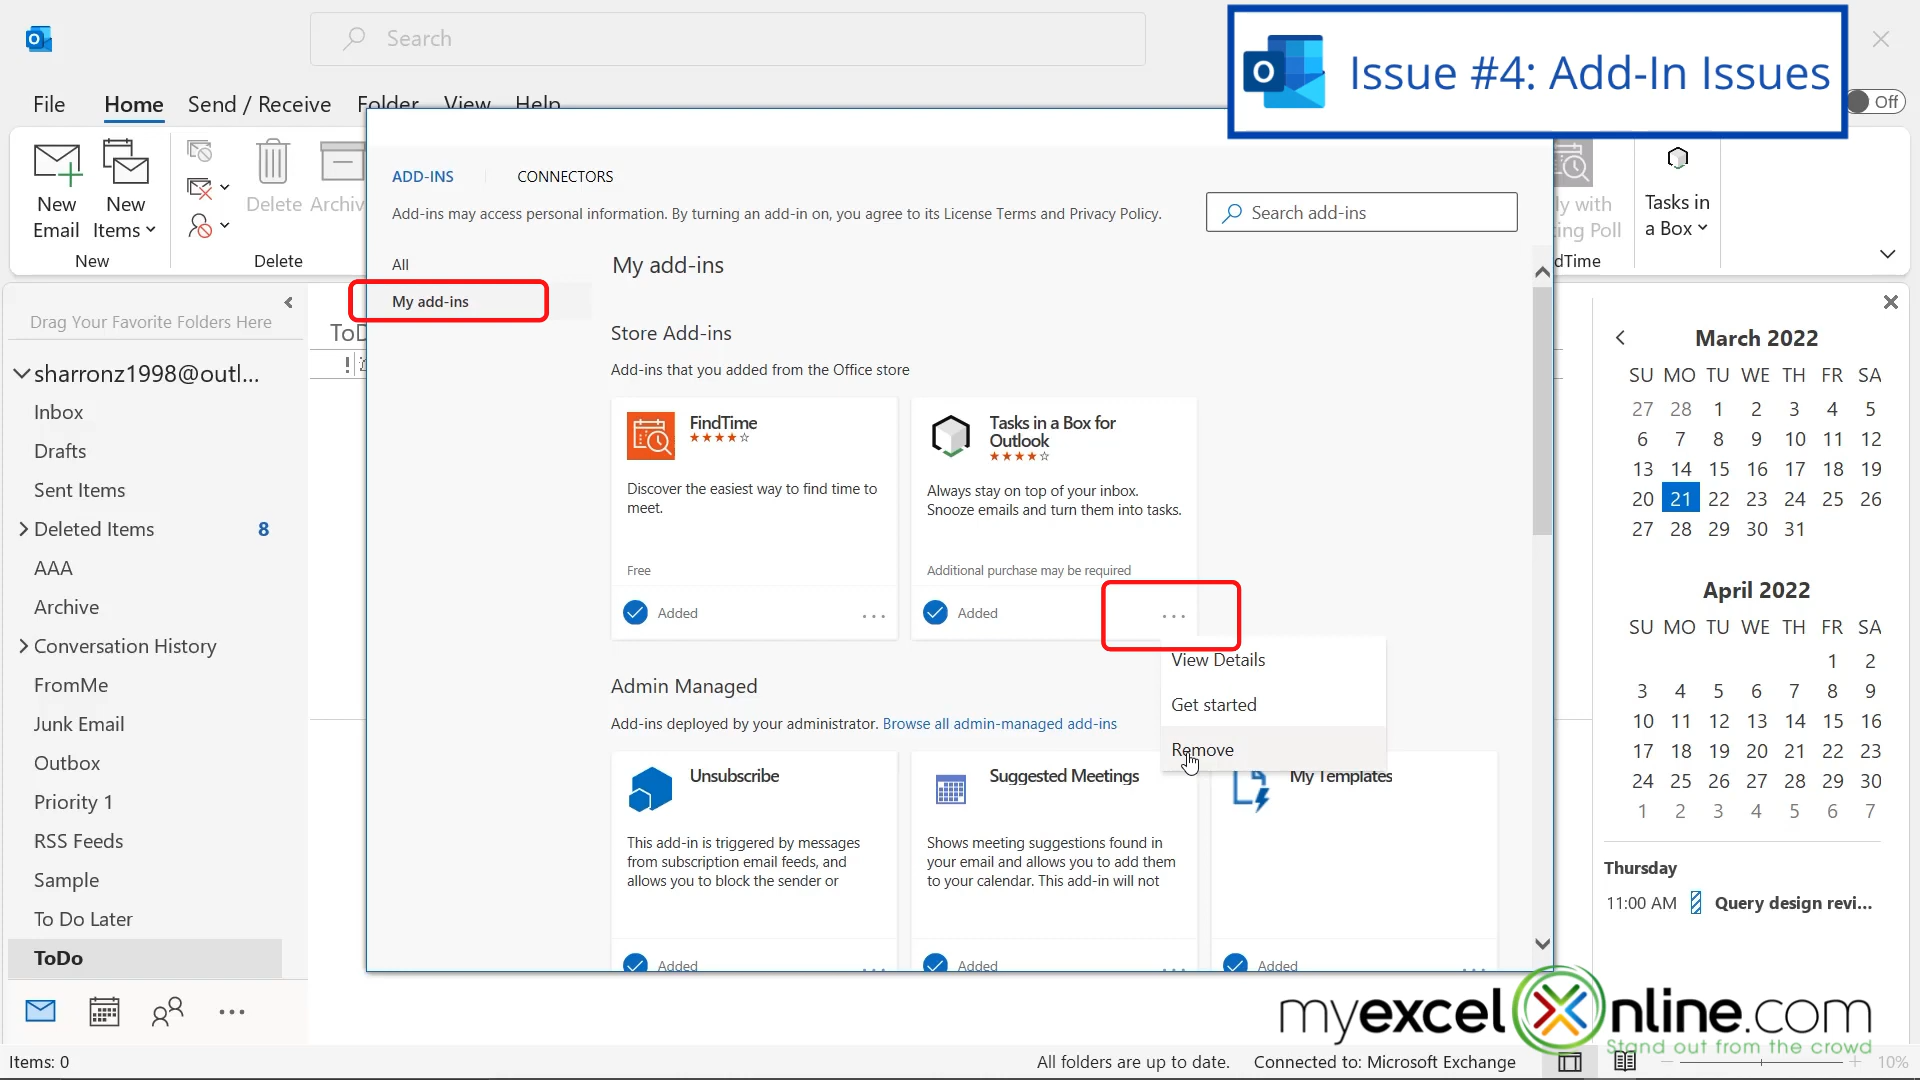 Search
Issue #4: Add-In Issues
File Home Send / Receive Folder View Help
Off
New Email
New Items
New
Delete
Archiv
Delete
ly with
ing Poll
dTime
Tasks in a Box
ADD-INS
CONNECTORS
Add-ins may access personal information. By turning an add-in on, you agree to its License Terms and Privacy Policy.
Search add-ins
All
My add-ins
My add-ins
Store Add-ins
Add-ins that you added from the Office store
FindTime
Discover the easiest way to find time to
meet.
Free
Added
Tasks in a Box for
Outlook
Always stay on top of your inbox.
Snooze emails and turn them into tasks.
Additional purchase may be required
Added
View Details
Get started
Remove
Admin Managed
Add-ins deployed by your administrator. Browse all admin-managed add-ins
Unsubscribe
This add-in is triggered by messages
from subscription email feeds, and
allows you to block the sender or
Added
Suggested Meetings
Shows meeting suggestions found in
your email and allows you to add them
to your calendar. This add-in will not
Added
My Templates
Added
Drag Your Favorite Folders Here
ToD
!
sharronz1998@outl...
Inbox
Drafts
Sent Items
Deleted Items 8
AAA
Archive
Conversation History
FromMe
Junk Email
Outbox
Priority 1
RSS Feeds
Sample
To Do Later
ToDo
March 2022
SU MO TU WE TH FR SA
27 28 1 2 3 4 5
6 7 8 9 10 11 12
13 14 15 16 17 18 19
20 21 22 23 24 25 26
27 28 29 30 31
April 2022
SU MO TU WE TH FR SA
1 2
3 4 5 6 7 8 9
10 11 12 13 14 15 16
17 18 19 20 21 22 23
24 25 26 27 28 29 30
1 2 3 4 5 6 7
Thursday
11:00 AM Query design revi...
myexcelonline.com
Stand out from the crowd
Items: 0
All folders are up to date.
Connected to: Microsoft Exchange
10%